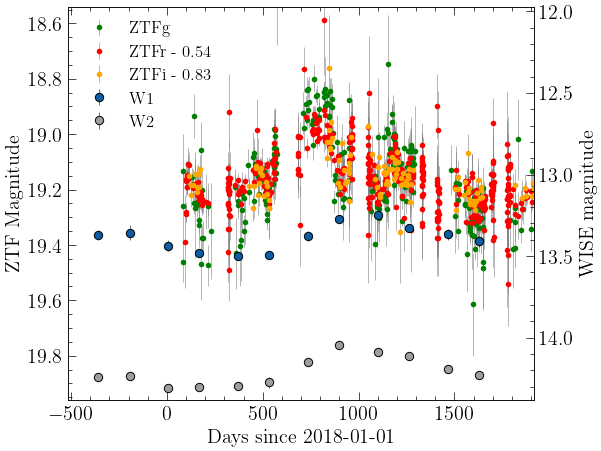 ZTFg
ZTFr - 0.54
ZTFi - 0.83
W1
W2
18.6
18.8
19.0
19.2
19.4
19.6
19.8
ZTF Magnitude
12.0
12.5
13.0
13.5
14.0
WISE magnitude
−500 0 500 1000 1500
Days since 2018-01-01